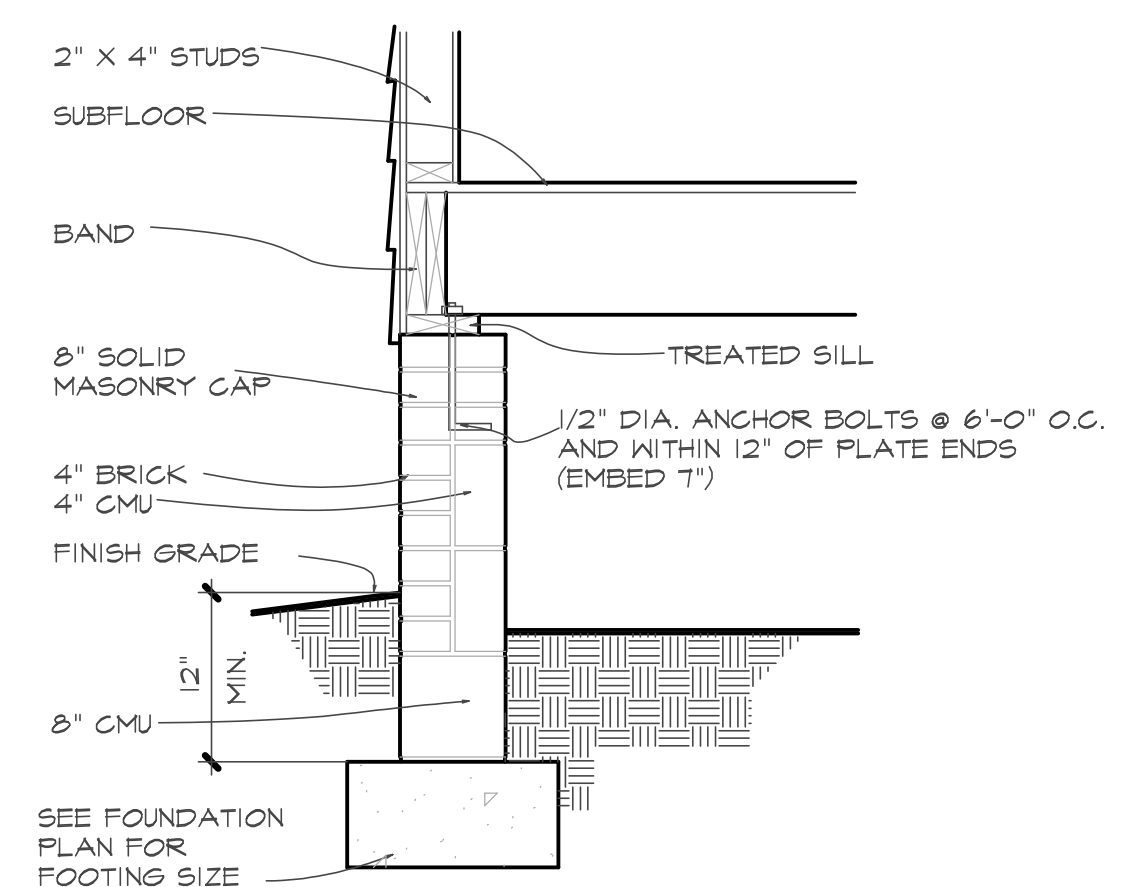 2" X 4" STUDS
SUBFLOOR
BAND
8" SOLID
MASONRY CAP
TREATED SILL
1/2" DIA. ANCHOR BOLTS @ 6'-0" O.C.
AND WITHIN 12" OF PLATE ENDS
(EMBED 7")
4" BRICK
4" CMU
FINISH GRADE
12"
MIN.
8" CMU
SEE FOUNDATION
PLAN FOR
FOOTING SIZE